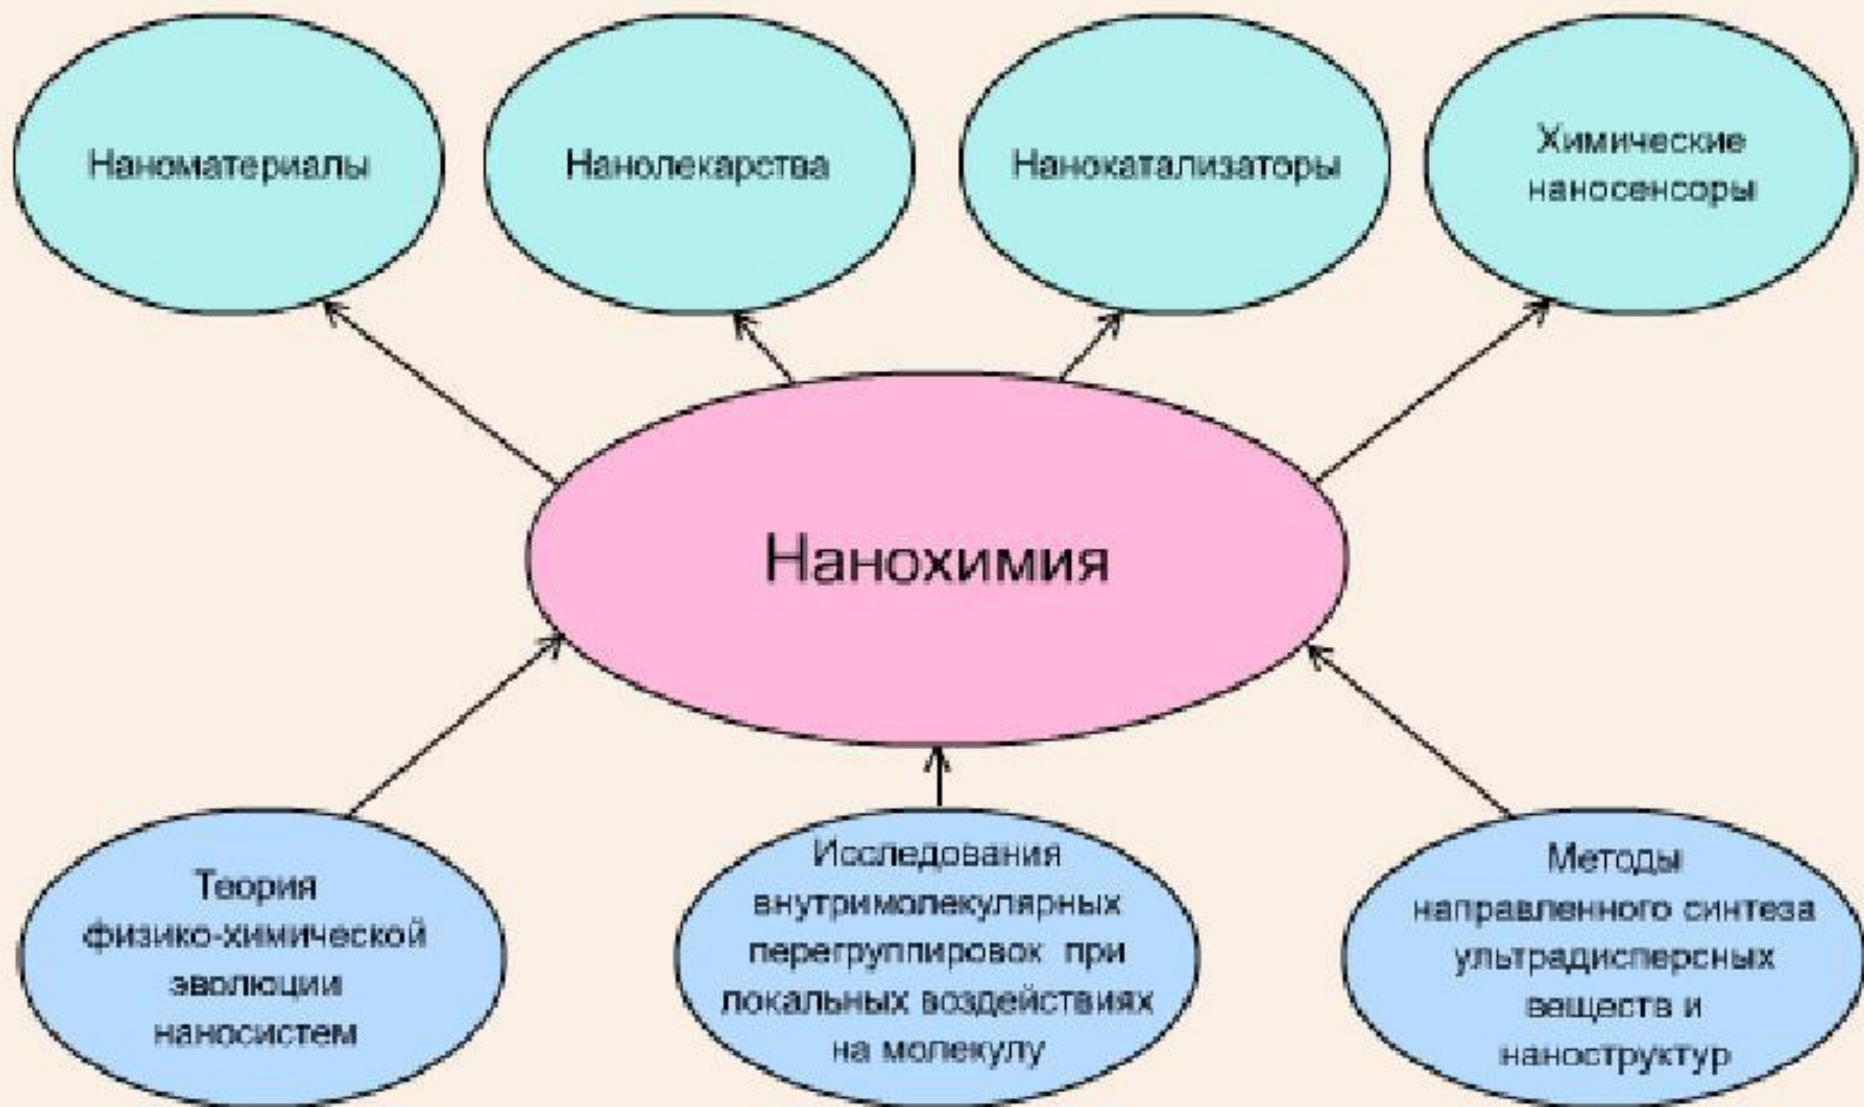 Наноматериалы
Нанолекарства
Нанокатализаторы
Химические
наносенсоры
Нанохимия
Теория
физико-химической
эволюции
наносистем
Исследования
внутримолекулярных
перегруппировок при
локальных воздействиях
на молекулу
Методы
направленного синтеза
ультрадисперсных
веществ и
наноструктур